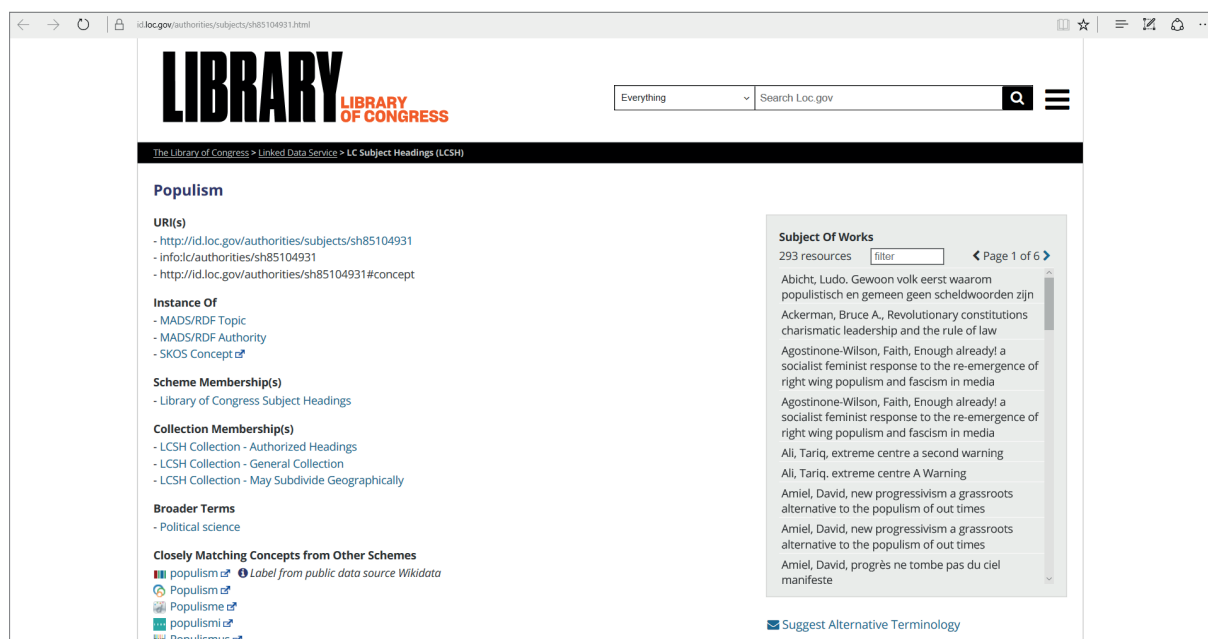 id.loc.gov/authorities/subjects/sh85104931.html
LIBRARY
LIBRARY
OF CONGRESS
Everything
Search Loc.gov
The Library of Congress > Linked Data Service > LC Subject Headings (LCSH)
Populism
URI(s)
- http://id.loc.gov/authorities/subjects/sh85104931
- info:lc/authorities/sh85104931
- http://id.loc.gov/authorities/sh85104931#concept
Instance Of
- MADS/RDF Topic
- MADS/RDF Authority
- SKOS Concept
Scheme Membership(s)
- Library of Congress Subject Headings
Collection Membership(s)
- LCSH Collection - Authorized Headings
- LCSH Collection - General Collection
- LCSH Collection - May Subdivide Geographically
Broader Terms
- Political science
Closely Matching Concepts from Other Schemes
populism Label from public data source Wikidata
Populism
Populisme
populismi
Populismus
Subject Of Works
293 resources filter Page 1 of 6
Abicht, Ludo. Gewoon volk eerst waarom
populistisch en gemeen geen scheldwoorden zijn
Ackerman, Bruce A., Revolutionary constitutions
charismatic leadership and the rule of law
Agostinone-Wilson, Faith, Enough already! a
socialist feminist response to the re-emergence of
right wing populism and fascism in media
Agostinone-Wilson, Faith, Enough already! a
socialist feminist response to the re-emergence of
right wing populism and fascism in media
Ali, Tariq, extreme centre a second warning
Ali, Tariq. extreme centre A Warning
Amiel, David, new progressivism a grassroots
alternative to the populism of out times
Amiel, David, new progressivism a grassroots
alternative to the populism of out times
Amiel, David, progrès ne tombe pas du ciel
manifeste
Suggest Alternative Terminology